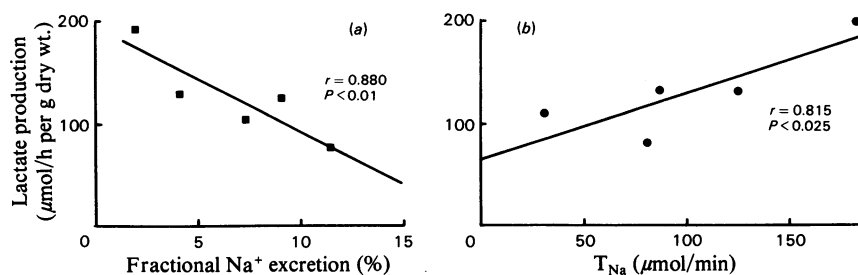 Lactate production
(μmol/h per g dry wt.)
200
100
0
5
10
15
Fractional Na⁺ excretion (%)
(a)
r = 0.880
P < 0.01
200
100
0
50
100
150
T_Na (μmol/min)
(b)
r = 0.815
P < 0.025